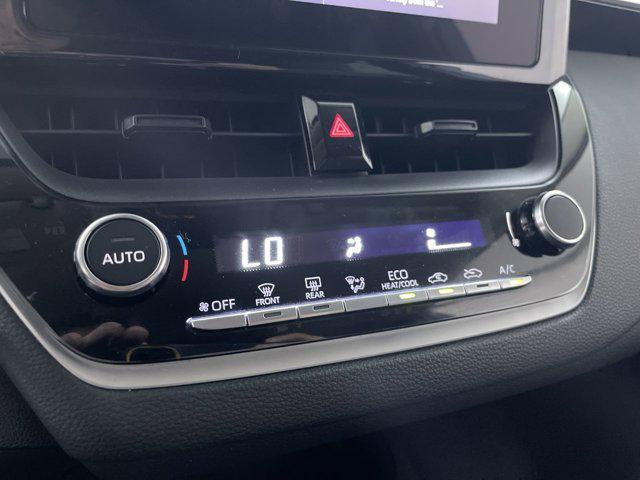 LO
AUTO
OFF
FRONT
REAR
ECO
HEAT/COOL
A/C